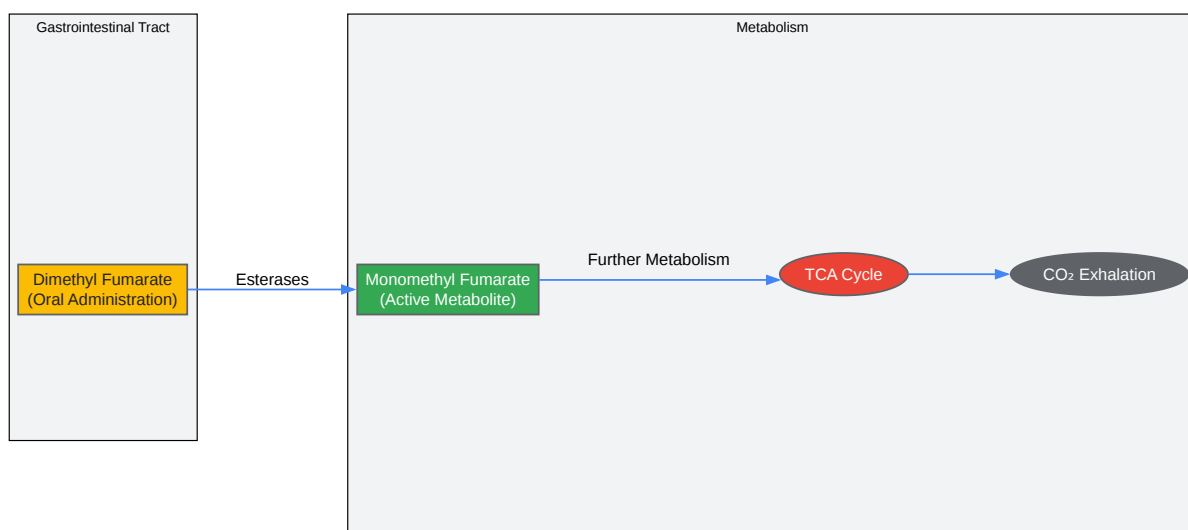 Gastrointestinal Tract
Metabolism
Dimethyl Fumarate
(Oral Administration)
Esterases
Monomethyl Fumarate
(Active Metabolite)
Further Metabolism
TCA Cycle
CO₂ Exhalation